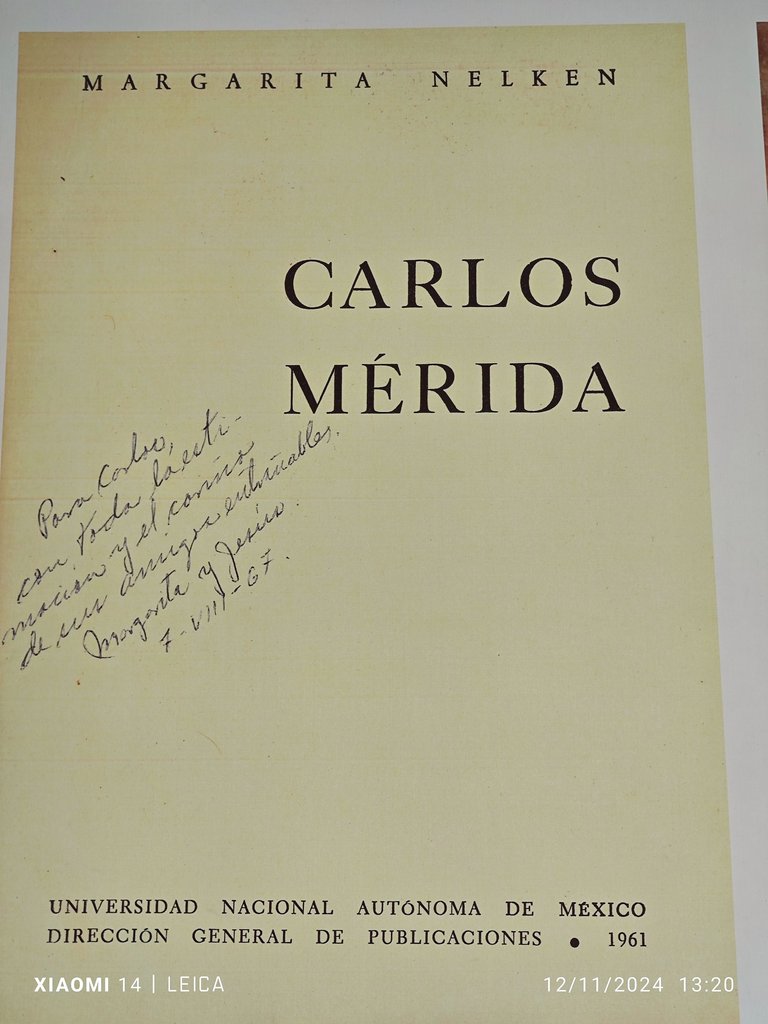 MARGARITA NELKEN
CARLOS
MÉRIDA
Para Carlos,
con toda la esti-
mación y el cariño
de sus amigos entrañables,
Margarita y Jesús.
7-VIII-67.
UNIVERSIDAD NACIONAL AUTÓNOMA DE MÉXICO
DIRECCIÓN GENERAL DE PUBLICACIONES • 1961
XIAOMI 14 | LEICA
12/11/2024 13:20